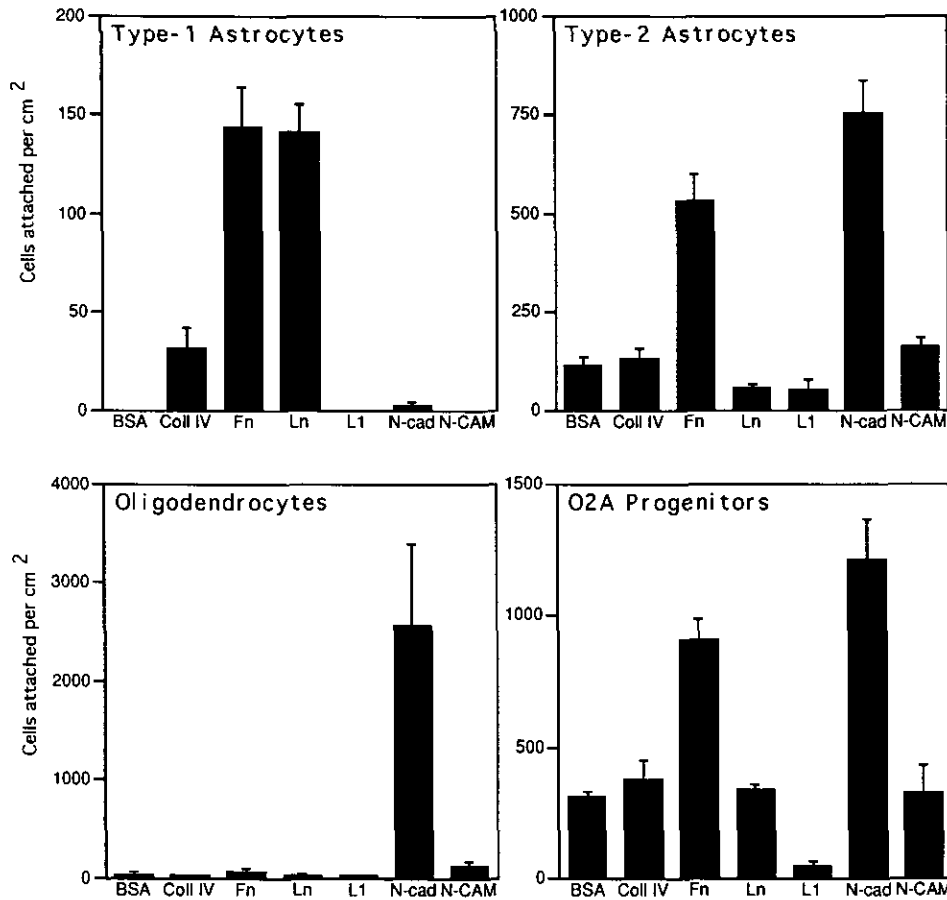 Type-1 Astrocytes
Cells attached per cm 2
200
150
100
50
0
BSA Coll IV Fn Ln L1 N-cad N-CAM
Type-2 Astrocytes
1000
750
500
250
0
BSA Coll IV Fn Ln L1 N-cad N-CAM
Oligodendrocytes
Cells attached per cm 2
4000
3000
2000
1000
0
BSA Coll IV Fn Ln L1 N-cad N-CAM
O2A Progenitors
1500
1000
500
0
BSA Coll IV Fn Ln L1 N-cad N-CAM